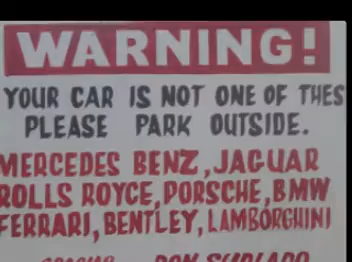 WARNING!
YOUR CAR IS NOT ONE OF THES
PLEASE PARK OUTSIDE.
MERCEDES BENZ, JAGUAR
ROLLS ROYCE, PORSCHE, BMW
FERRARI, BENTLEY, LAMBORGHINI